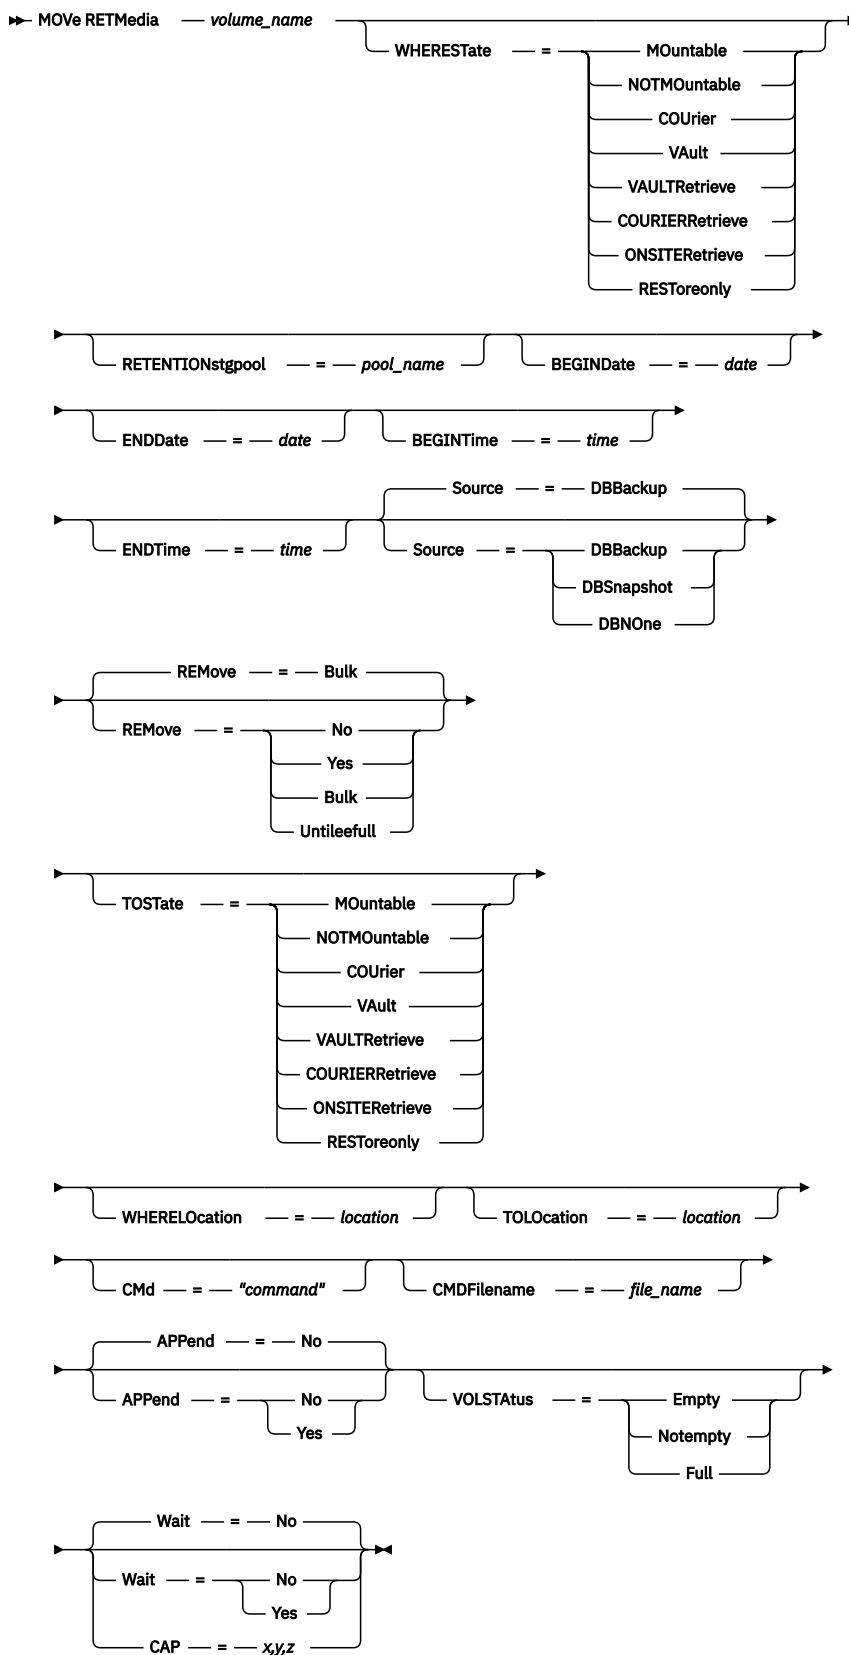 MOVe RETMedia — volume_name
WHERESTate — = — MOuntable
NOTMOuntable
COUrier
VAult
VAULTRetrieve
COURIERRetrieve
ONSITERetrieve
RESToreonly
RETENTIONstgpool — = — pool_name BEGINDate — = — date
ENDDate — = — date BEGINTime — = — time
Source — = — DBBackup
ENDTime — = — time Source — = — DBBackup
DBSnapshot
DBNOne
REMove — = — Bulk
REMove — = — No
Yes
Bulk
Untileefull
TOSTate — = — MOuntable
NOTMOuntable
COUrier
VAult
VAULTRetrieve
COURIERRetrieve
ONSITERetrieve
RESToreonly
WHERELOcation — = — location TOLOcation — = — location
CMd — = — "command" CMDFilename — = — file_name
APPend — = — No
APPend — = — No VOLSTAtus — = — Empty
Yes Notempty
Full
Wait — = — No
Wait — = — No
Yes
CAP — = — x,y,z